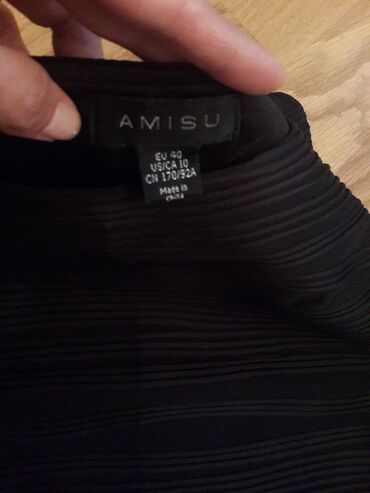 AMISU
EU 40
US/CA 10
CN 170/92A
Made in
china